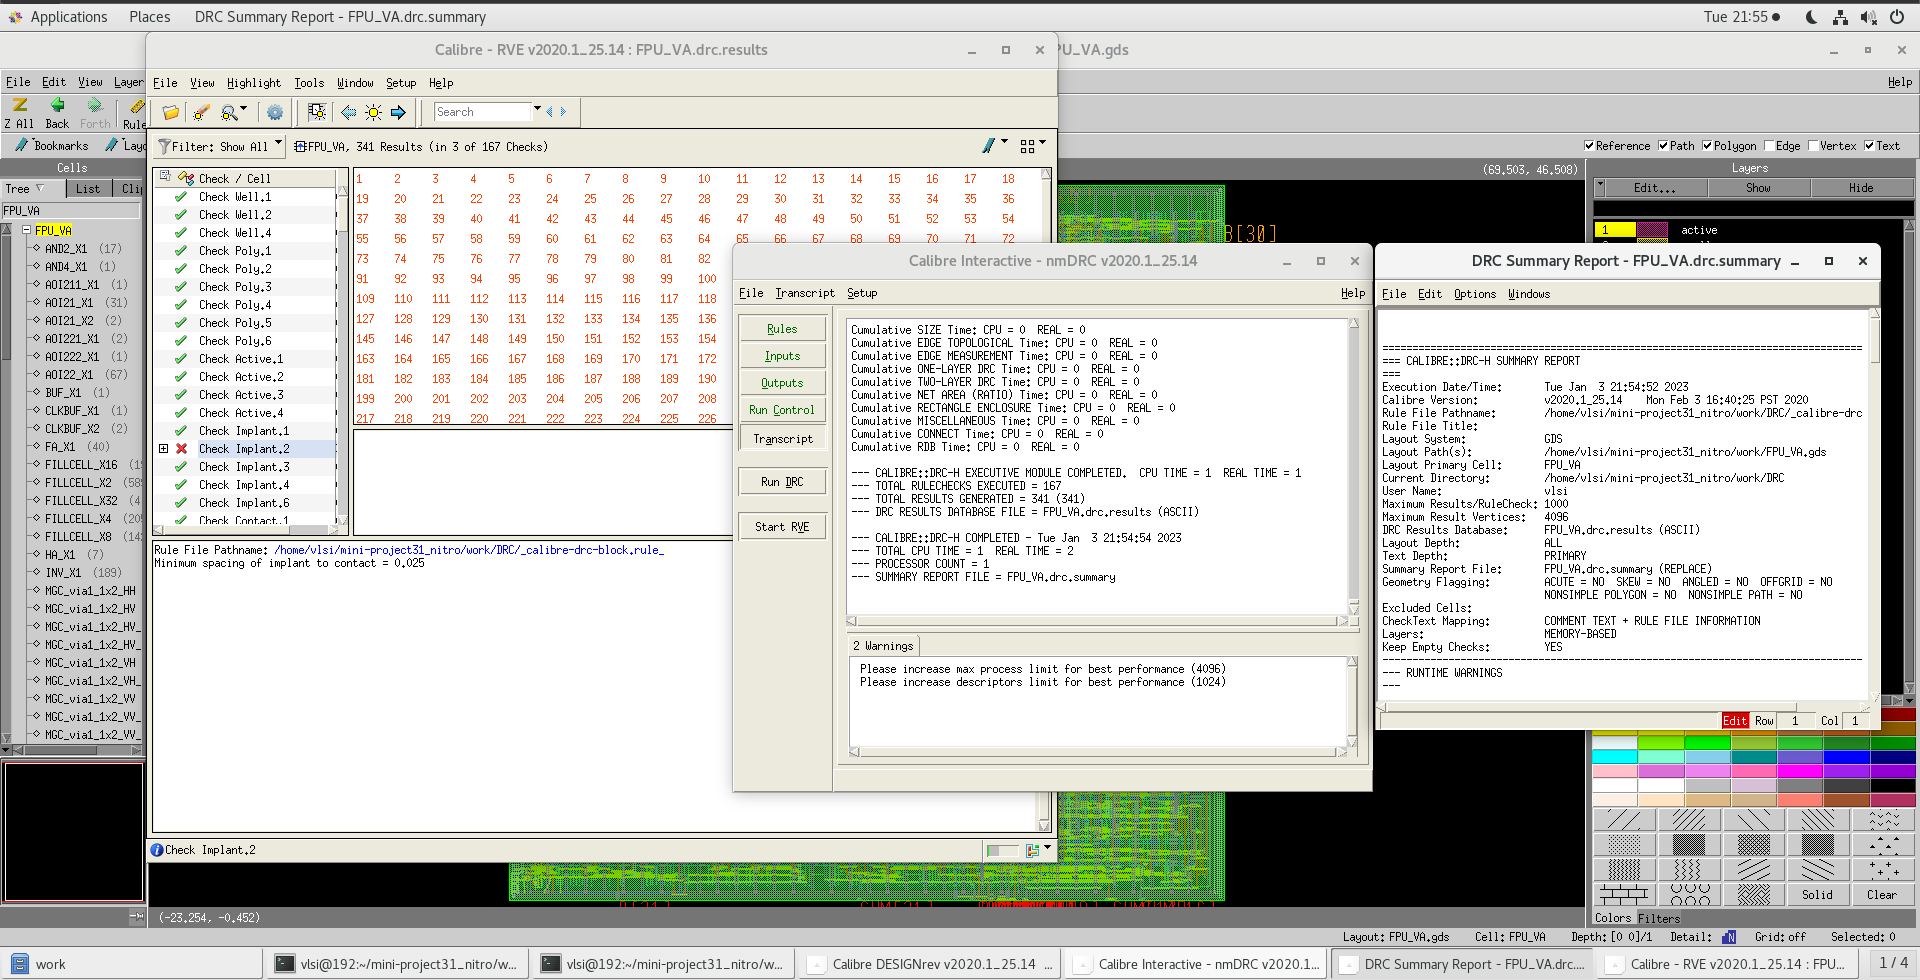 Applications Places DRC Summary Report - FPU_VA.drc.summary Tue 21:55
Calibre - RVE v2020.1_25.14 : FPU_VA.drc.results
PU_VA.gds
File Edit View Layer
Help
Z All Back Forth Rule
Bookmarks
Cells
Tree List
FPU_VA
FPU_VA
AND2_X1 (17)
AND4_X1 (1)
AOI211_X1 (1)
AOI21_X1 (31)
AOI21_X2 (2)
AOI221_X1 (2)
AOI222_X1 (1)
AOI22_X1 (67)
BUF_X1 (1)
CLKBUF_X1 (1)
CLKBUF_X2 (2)
FA_X1 (40)
FILLCELL_X16
FILLCELL_X2
FILLCELL_X32
FILLCELL_X4
FILLCELL_X8
HA_X1 (7)
INV_X1 (189)
MGC_via1_1x2_HH
MGC_via1_1x2_HV
MGC_via1_1x2_HV_
MGC_via1_1x2_HV_
MGC_via1_1x2_VH
MGC_via1_1x2_VH_
MGC_via1_1x2_VV
MGC_via1_1x2_VV_
MGC_via1_1x2_VV_
File View Highlight Tools Window Setup Help
Search
Filter: Show All FPU_VA, 341 Results (in 3 of 167 Checks)
Check / Cell
Check Well.1
Check Well.2
Check Well.4
Check Poly.1
Check Poly.2
Check Poly.3
Check Poly.4
Check Poly.5
Check Poly.6
Check Active.1
Check Active.2
Check Active.3
Check Active.4
Check Implant.1
Check Implant.2
Check Implant.3
Check Implant.4
Check Implant.6
Check Contact.1
1 2 3 4 5 6 7 8 9 10 11 12 13 14 15 16 17 18
19 20 21 22 23 24 25 26 27 28 29 30 31 32 33 34 35 36
37 38 39 40 41 42 43 44 45 46 47 48 49 50 51 52 53 54
55 56 57 58 59 60 61 62 63 64 65 66 67 68 69 70 71 72
73 74 75 76 77 78 79 80 81 82
91 92 93 94 95 96 97 98 99 100
109 110 111 112 113 114 115 116 117 118
127 128 129 130 131 132 133 134 135 136
145 146 147 148 149 150 151 152 153 154
163 164 165 166 167 168 169 170 171 172
181 182 183 184 185 186 187 188 189 190
199 200 201 202 203 204 205 206 207 208
217 218 219 220 221 222 223 224 225 226
Rule File Pathname: /home/vlsi/mini-project31_nitro/work/DRC/_calibre-drc-block.rule_
Minimum spacing of implant to contact = 0.025
Check Implant.2
Calibre Interactive - nmDRC v2020.1_25.14
File Transcript Setup Help
Rules
Inputs
Outputs
Run Control
Transcript
Run DRC
Start RVE
Cumulative SIZE Time: CPU = 0 REAL = 0
Cumulative EDGE TOPOLOGICAL Time: CPU = 0 REAL = 0
Cumulative EDGE MEASUREMENT Time: CPU = 0 REAL = 0
Cumulative ONE-LAYER DRC Time: CPU = 0 REAL = 0
Cumulative TWO-LAYER DRC Time: CPU = 0 REAL = 0
Cumulative NET AREA (RATIO) Time: CPU = 0 REAL = 0
Cumulative RECTANGLE ENCLOSURE Time: CPU = 0 REAL = 0
Cumulative MISCELLANEOUS Time: CPU = 0 REAL = 0
Cumulative CONNECT Time: CPU = 0 REAL = 0
Cumulative RDB Time: CPU = 0 REAL = 0
--- CALIBRE::DRC-H EXECUTIVE MODULE COMPLETED. CPU TIME = 1 REAL TIME = 1
--- TOTAL RULECHECKS EXECUTED = 167
--- TOTAL RESULTS GENERATED = 341 (341)
--- DRC RESULTS DATABASE FILE = FPU_VA.drc.results (ASCII)
--- CALIBRE::DRC-H COMPLETED - Tue Jan 3 21:54:54 2023
--- TOTAL CPU TIME = 1 REAL TIME = 2
--- PROCESSOR COUNT = 1
--- SUMMARY REPORT FILE = FPU_VA.drc.summary
2 Warnings
Please increase max process limit for best performance (4096)
Please increase descriptors limit for best performance (1024)
Reference Path Polygon Edge Vertex Text
(69.503, 46.508)
Layers
Edit... Show Hide
1 active
[30]
DRC Summary Report - FPU_VA.drc.summary
File Edit Options Windows
================================================================================
=== CALIBRE::DRC-H SUMMARY REPORT
===
Execution Date/Time: Tue Jan 3 21:54:52 2023
Calibre Version: v2020.1_25.14 Mon Feb 3 16:40:25 PST 2020
Rule File Pathname: /home/vlsi/mini-project31_nitro/work/DRC/_calibre-drc
Rule File Title:
Layout System: GDS
Layout Path(s): /home/vlsi/mini-project31_nitro/work/FPU_VA.gds
Layout Primary Cell: FPU_VA
Current Directory: /home/vlsi/mini-project31_nitro/work/DRC
User Name: vlsi
Maximum Results/RuleCheck: 1000
Maximum Result Vertices: 4096
DRC Results Database: FPU_VA.drc.results (ASCII)
Layout Depth: ALL
Text Depth: PRIMARY
Summary Report File: FPU_VA.drc.summary (REPLACE)
Geometry Flagging: ACUTE = NO SKEW = NO ANGLED = NO OFFGRID = NO
NONSIMPLE POLYGON = NO NONSIMPLE PATH = NO
Excluded Cells:
CheckText Mapping: COMMENT TEXT + RULE FILE INFORMATION
Layers: MEMORY-BASED
Keep Empty Checks: YES
--------------------------------------------------------------------------------
--- RUNTIME WARNINGS
---
Edit Row 1 Col 1
Solid Clear
Colors Filters
(-23.254, -0.452)
Layout: FPU_VA.gds Cell: FPU_VA Depth:[0 0]/1 Detail: Grid: off Selected: 0
work
vlsi@192:~/mini-project31_nitro/w...
vlsi@192:~/mini-project31_nitro/w...
Calibre DESIGNrev v2020.1_25.14 ...
Calibre Interactive - nmDRC v2020.1...
DRC Summary Report - FPU_VA.drc....
Calibre - RVE v2020.1_25.14 : FPU...
1 / 4